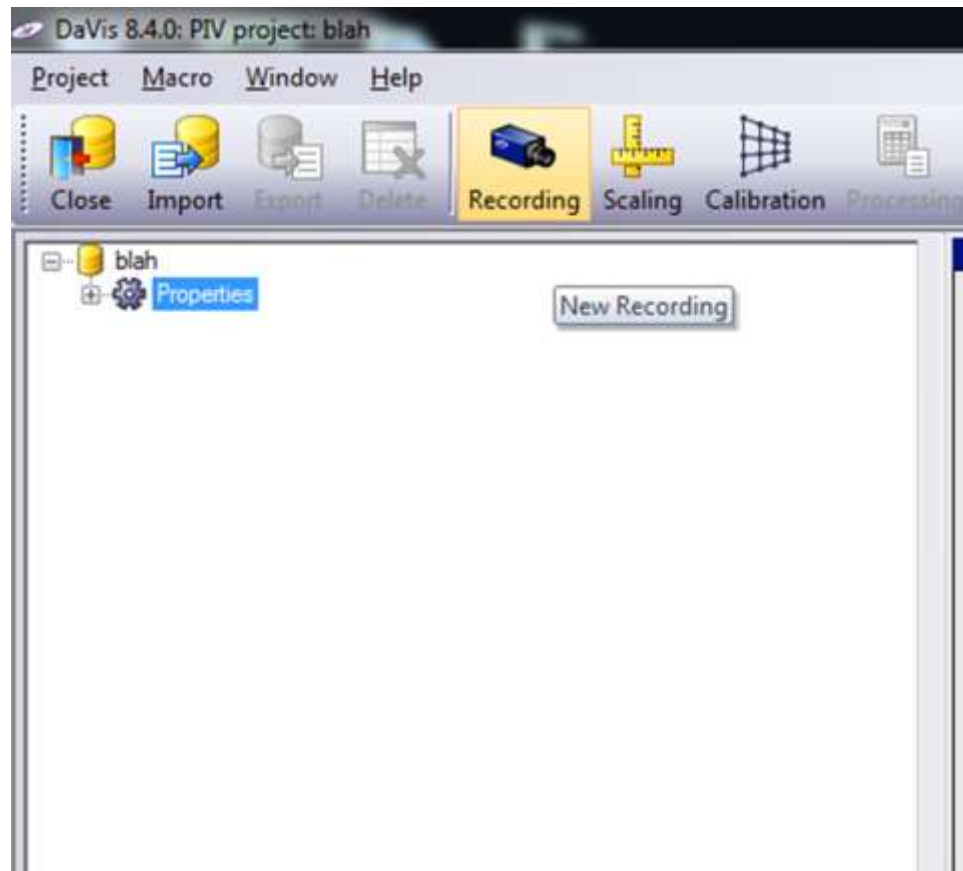 DaVis 8.4.0: PIV project: blah
Project Macro Window Help
Close Import Export Delete Recording Scaling Calibration Processing
blah
Properties
New Recording